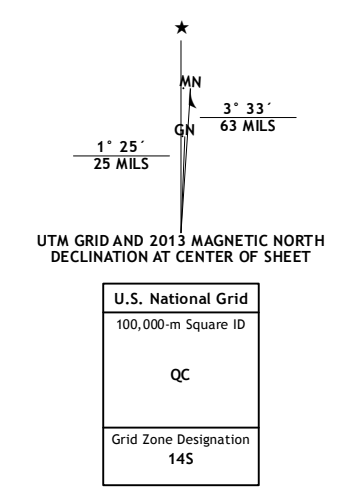 ★
MN
3° 33´
63 MILS
GN
1° 25´
25 MILS
UTM GRID AND 2013 MAGNETIC NORTH
DECLINATION AT CENTER OF SHEET
U.S. National Grid
100,000-m Square ID
QC
Grid Zone Designation
14S